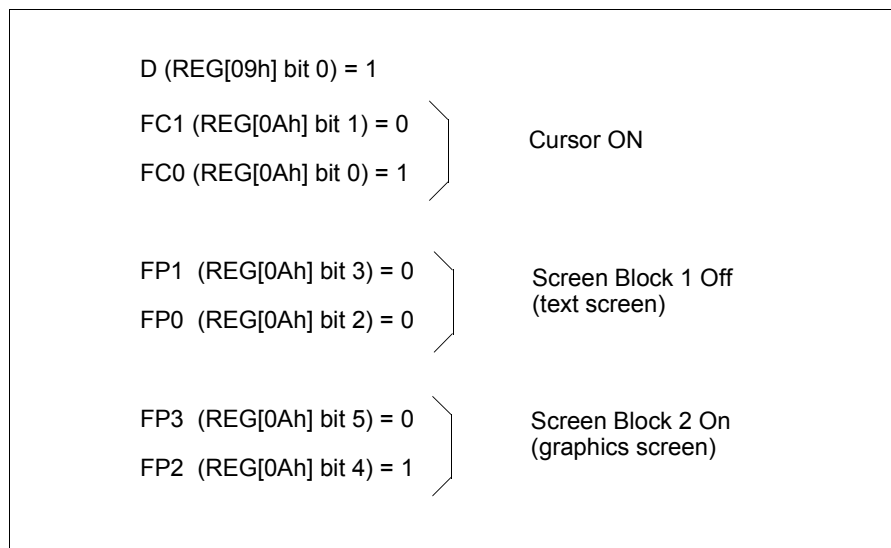 D (REG[09h] bit 0) = 1
FC1 (REG[0Ah] bit 1) = 0
FC0 (REG[0Ah] bit 0) = 1
Cursor ON
FP1 (REG[0Ah] bit 3) = 0
FP0 (REG[0Ah] bit 2) = 0
Screen Block 1 Off
(text screen)
FP3 (REG[0Ah] bit 5) = 0
FP2 (REG[0Ah] bit 4) = 1
Screen Block 2 On
(graphics screen)